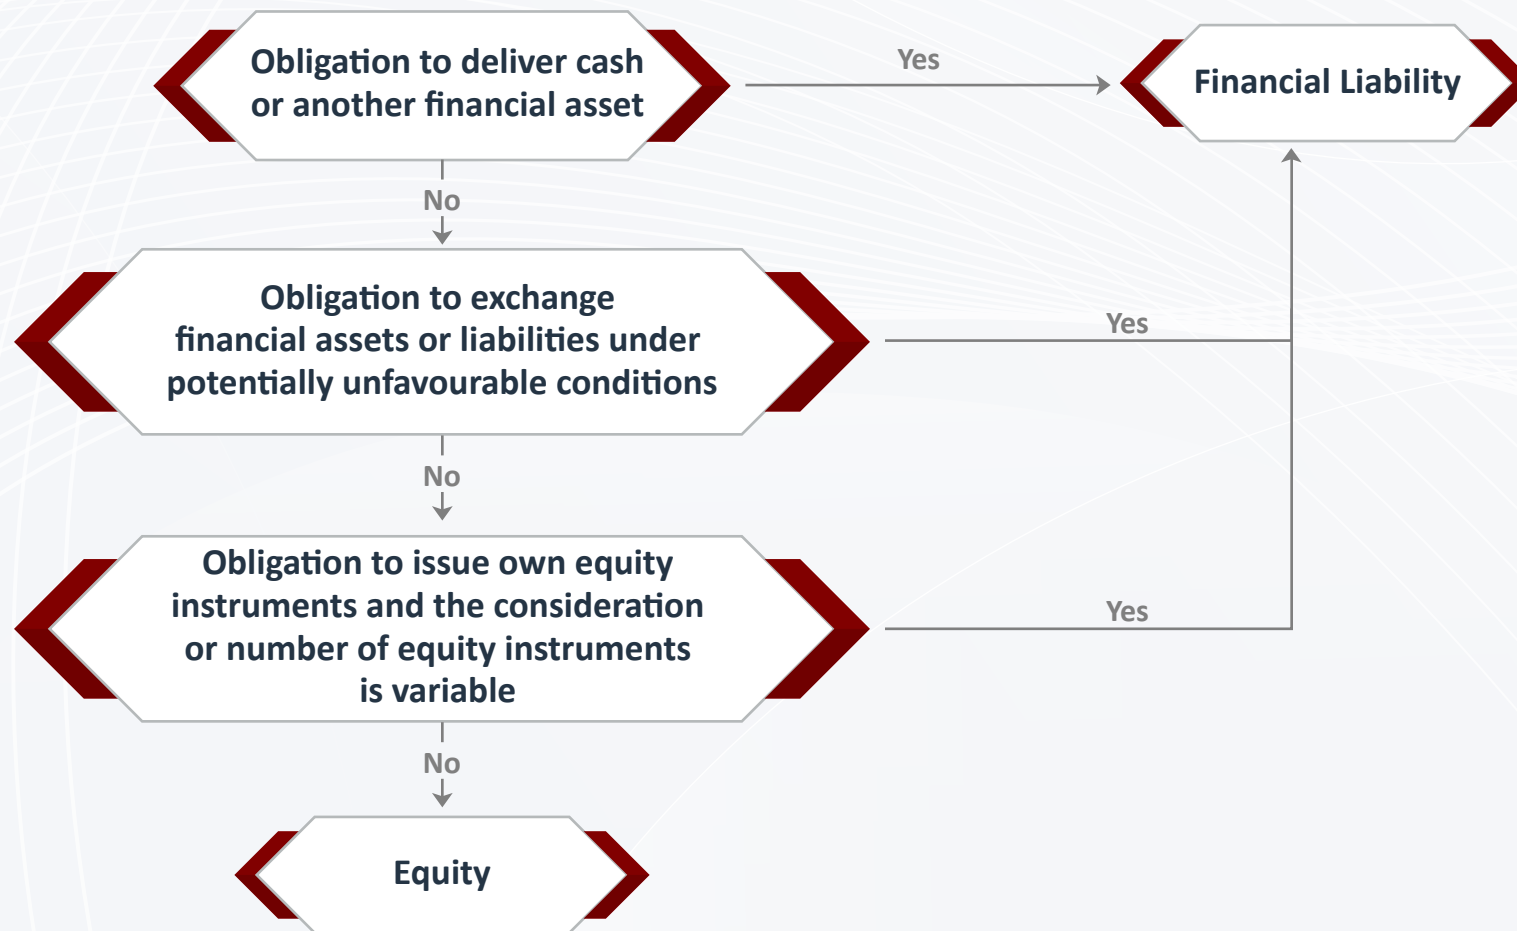 Obligation to deliver cash
or another financial asset
Yes
Financial Liability
No
Obligation to exchange
financial assets or liabilities under
potentially unfavourable conditions
Yes
No
Obligation to issue own equity
instruments and the consideration
or number of equity instruments
is variable
Yes
No
Equity